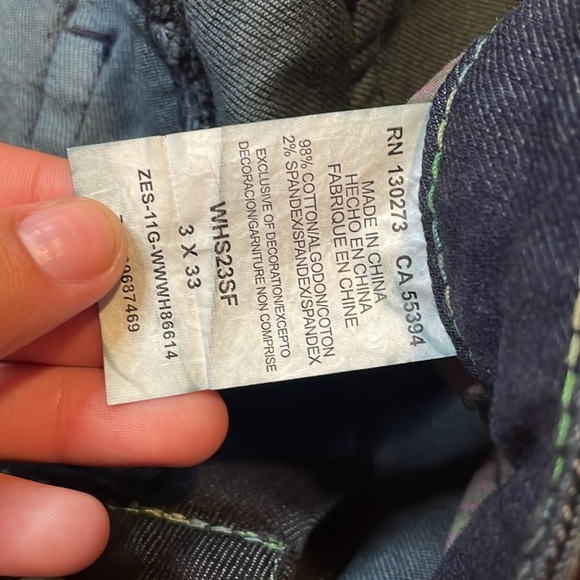 RN 130273 CA 55394
MADE IN CHINA
HECHO EN CHINA
FABRIQUE EN CHINE
98% COTTON/ALGODON/COTON
2% SPANDEX/SPANDEX/SPANDEX
EXCLUSIVE OF DECORATION/EXCEPTO
DECORACION/GARNITURE NON COMPRISE
WHS23SF
3 X 33
ZES-11G-WWWH86614